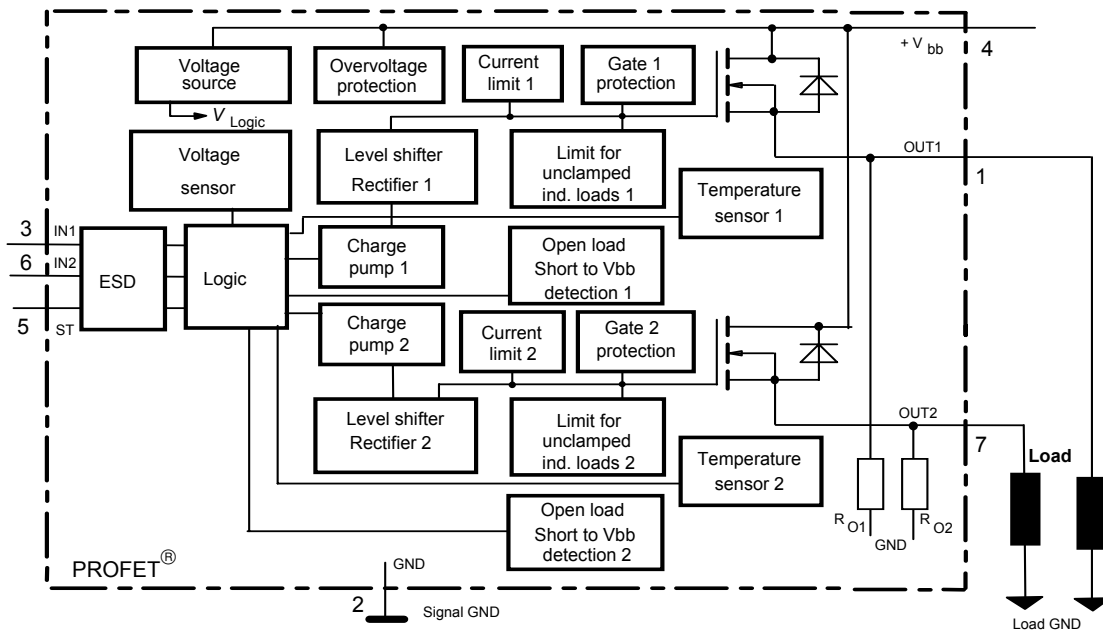 + V bb
4
Voltage
source
Overvoltage
protection
Current
limit 1
Gate 1
protection
V Logic
Voltage
sensor
Level shifter
Rectifier 1
Limit for
unclamped
ind. loads 1
OUT1
1
Temperature
sensor 1
3
IN1
6
IN2
5
ST
ESD
Logic
Charge
pump 1
Open load
Short to Vbb
detection 1
Charge
pump 2
Current
limit 2
Gate 2
protection
Level shifter
Rectifier 2
Limit for
unclamped
ind. loads 2
OUT2
7
Temperature
sensor 2
Load
R O1
R O2
GND
Open load
Short to Vbb
detection 2
PROFET®
GND
2
Signal GND
Load GND